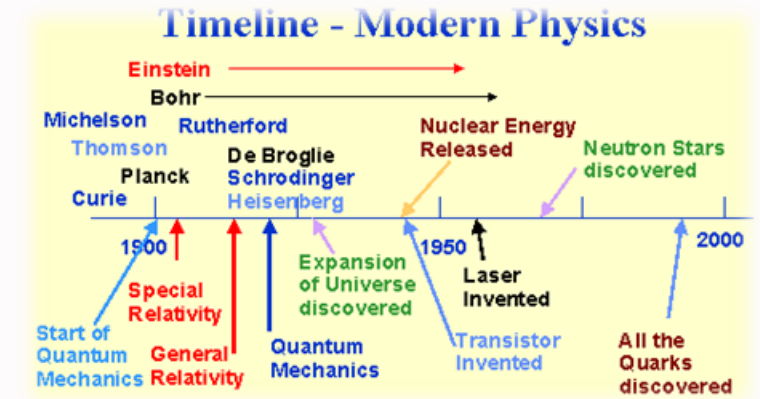 Timeline - Modern Physics
Einstein
Bohr
Michelson
Rutherford
Thomson
De Broglie
Planck
Schrodinger
Curie
Heisenberg
Nuclear Energy
Released
Neutron Stars
discovered
1900
1950
2000
Special
Relativity
Expansion
of Universe
discovered
Laser
Invented
Start of
Quantum
Mechanics
General
Relativity
Quantum
Mechanics
Transistor
Invented
All the
Quarks
discovered